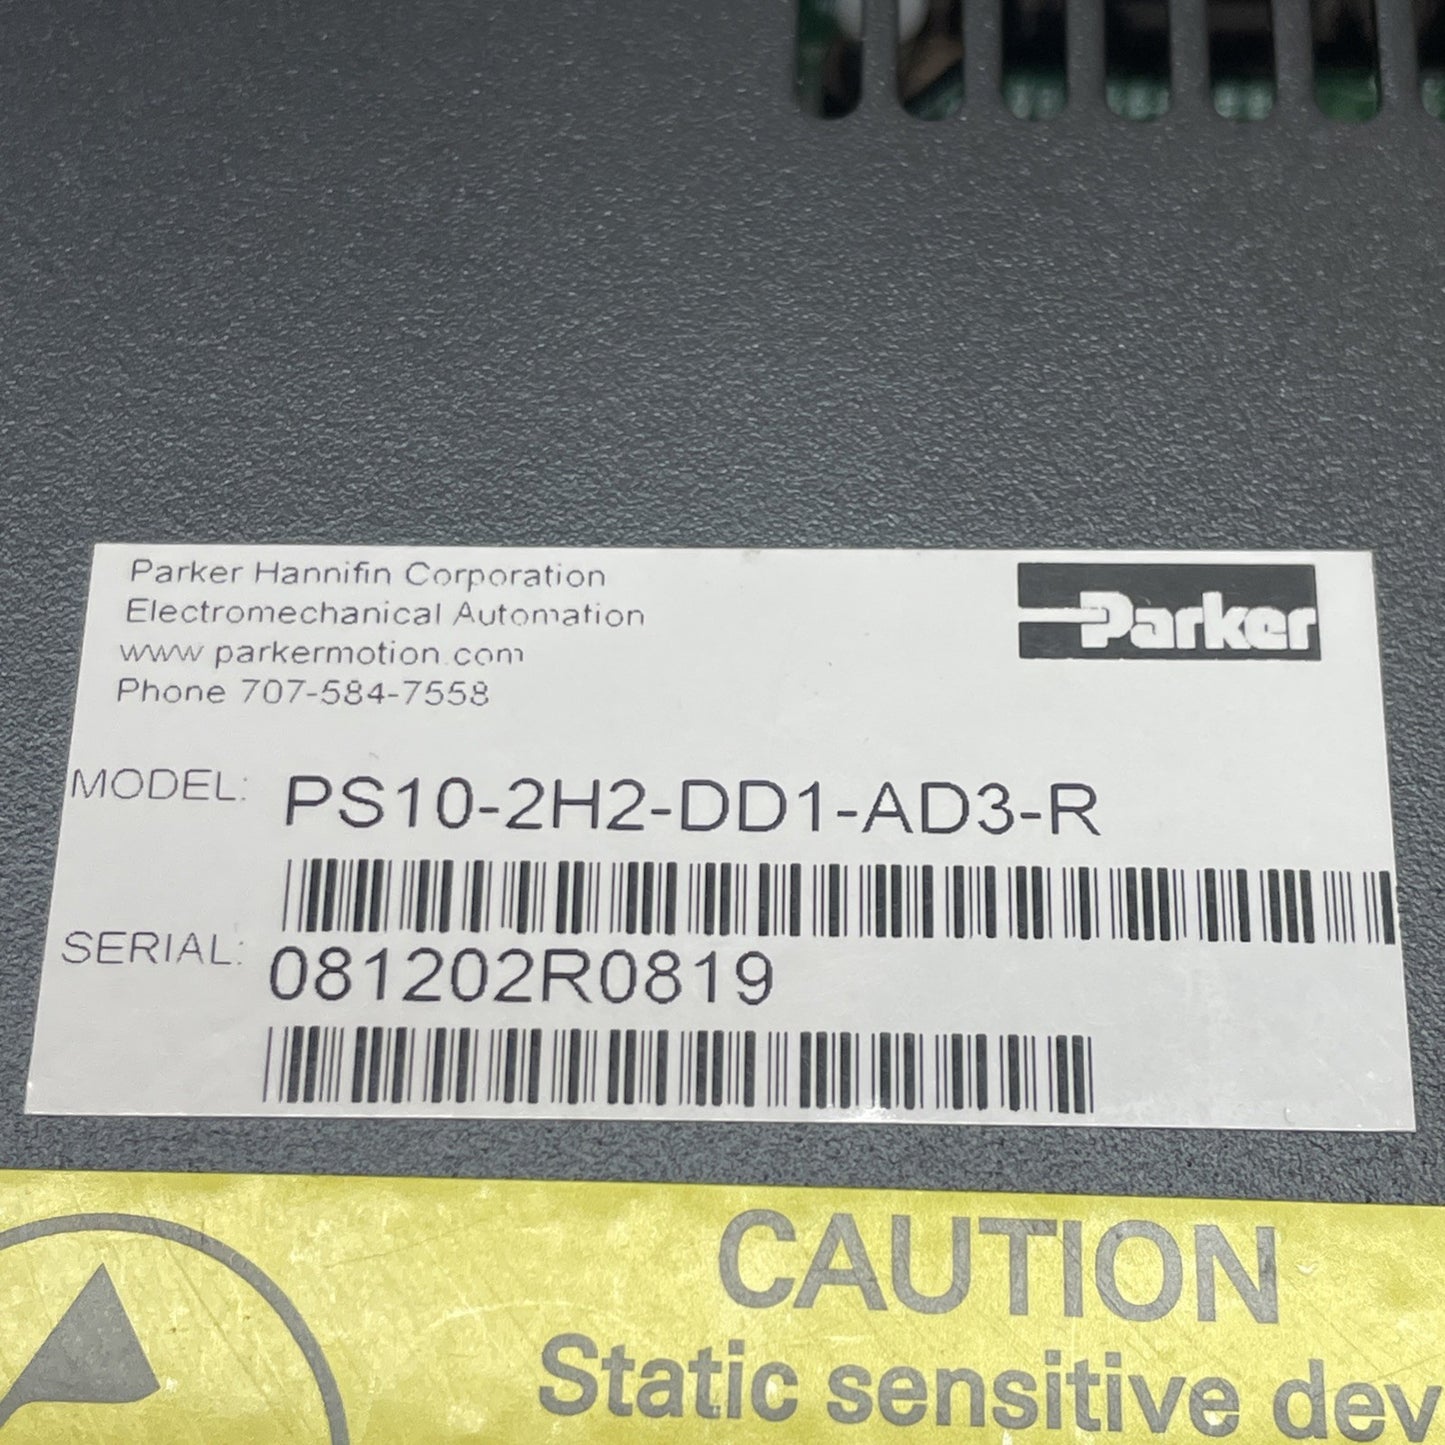 Parker Hannifin Corporation
Electromechanical Automation
www parkermotion.com
Phone 707-584-7558
Parker
MODEL: PS10-2H2-DD1-AD3-R
SERIAL: 081202R0819
CAUTION
Static sensitive dev